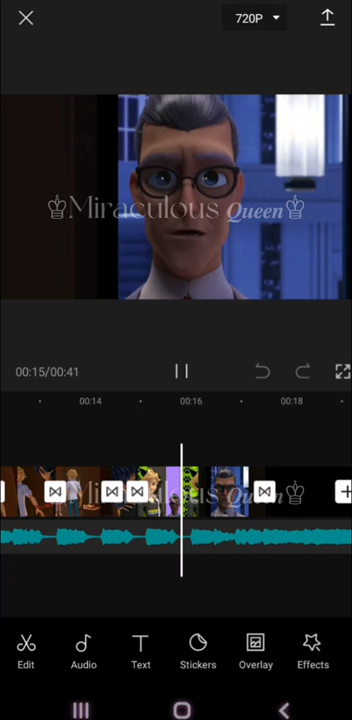 720P
♔Miraculous Queen♔
00:15/00:41
00:14
00:16
00:18
Queen
Edit
Audio
Text
Stickers
Overlay
Effects